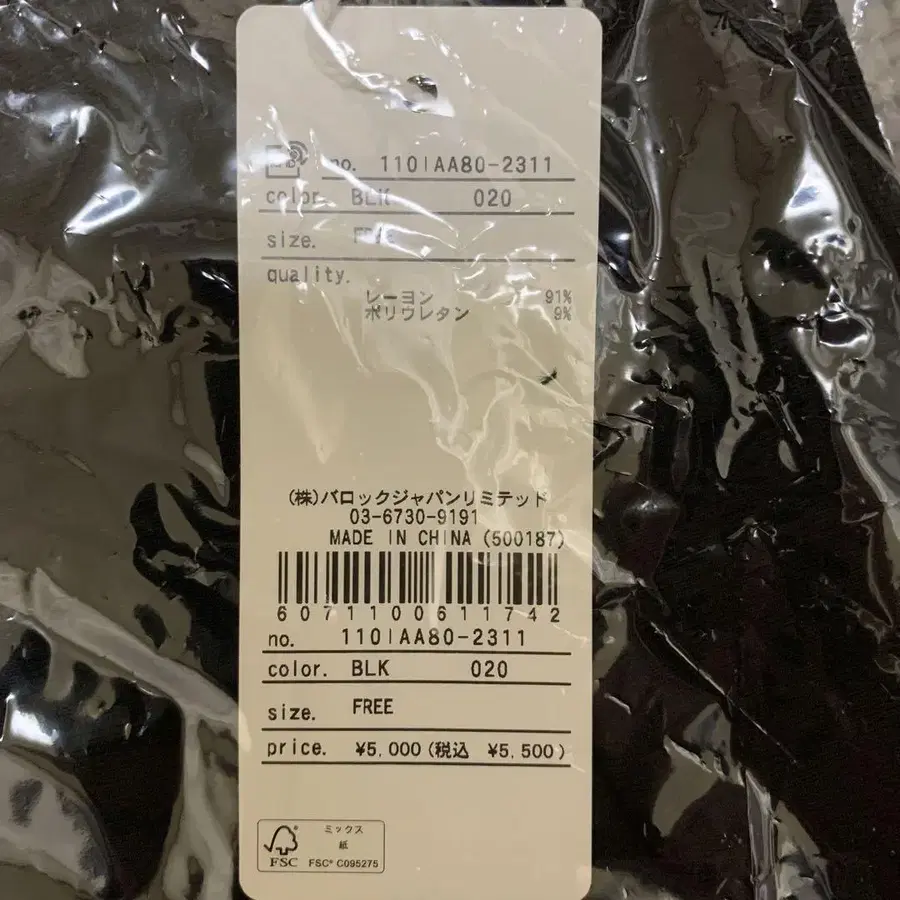 no. 110IAA80-2311
color. BLK 020
size.
quality.
レーヨン 91%
ポリウレタン 9%
(株)バロックジャパンリミテッド
03-6730-9191
MADE IN CHINA (500187)
6071100611742
no. 110IAA80-2311
color. BLK 020
size. FREE
price. ¥5,000(税込 ¥5,500)
ミックス
紙
FSC
FSC® C095275